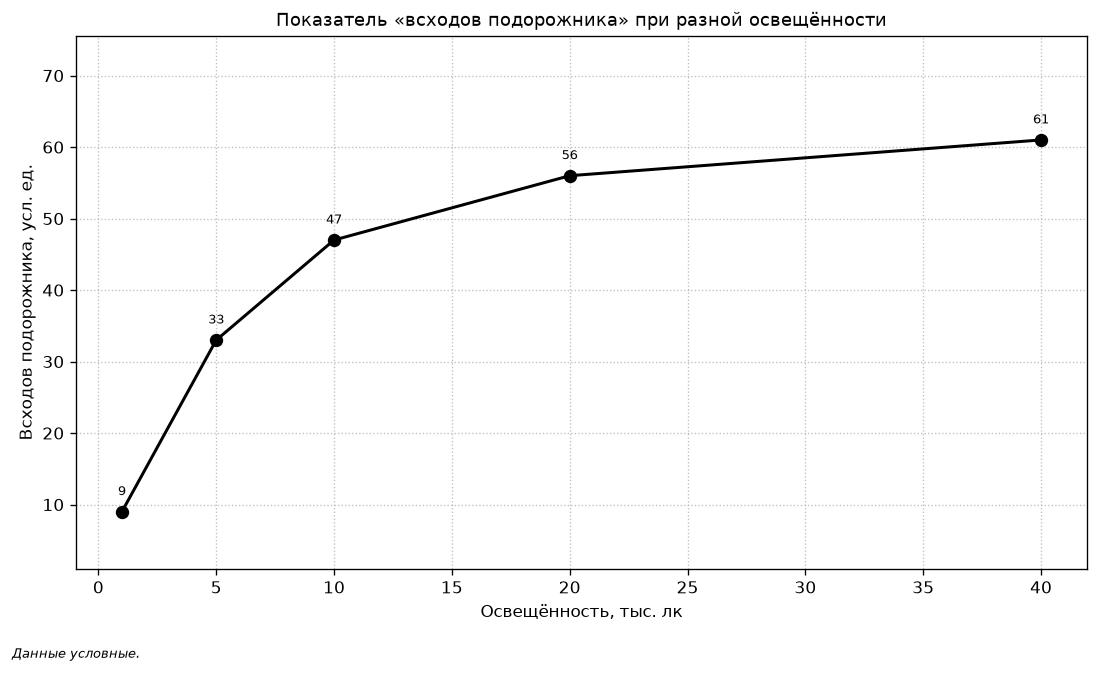 Показатель «всходов подорожника» при разной освещённости
Всходов подорожника, усл. ед.
70
60
50
40
30
20
10
9
33
47
56
61
0 5 10 15 20 25 30 35 40
Освещённость, тыс. лк
Данные условные.